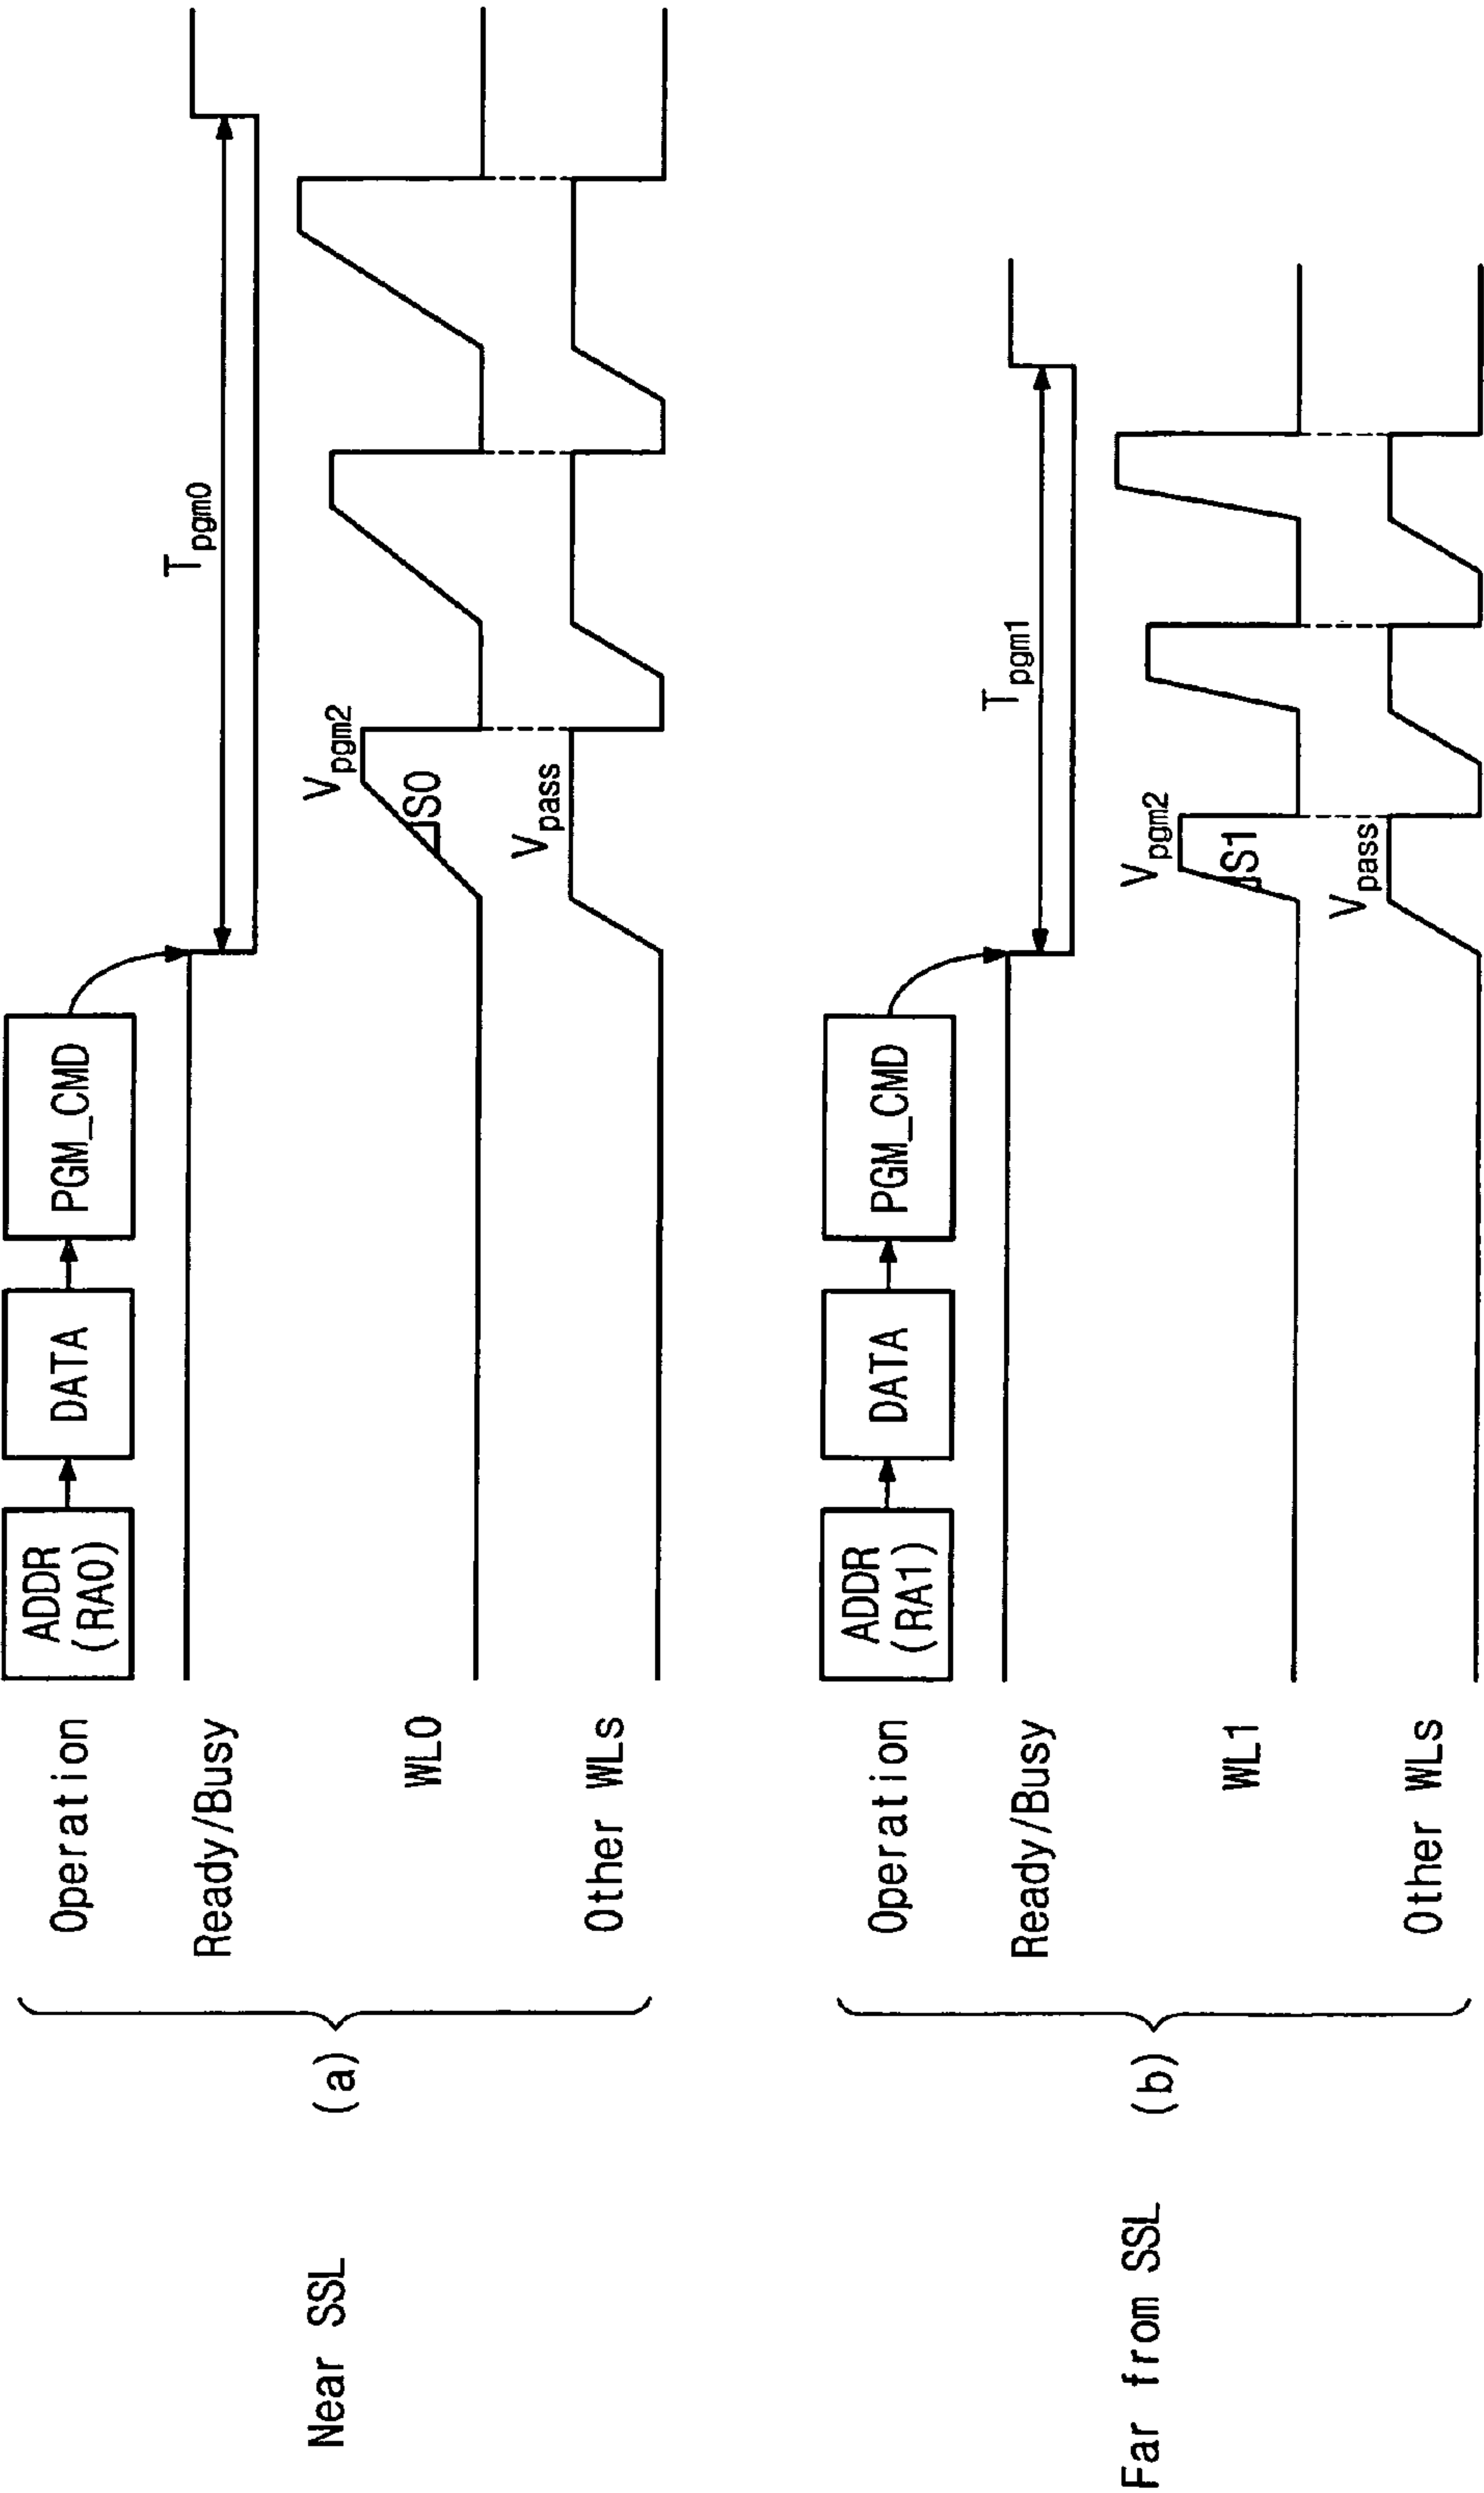 Near SSL
(a)
Operation
ADDR
(RA0)
DATA
PGM_CMD
Ready/Busy
Tpgm0
WL0
Vpgm2
S0
Other WLs
Vpass
Far from SSL
(b)
Operation
ADDR
(RA1)
DATA
PGM_CMD
Ready/Busy
Tpgm1
WL1
Vpgm2
S1
Other WLs
Vpass